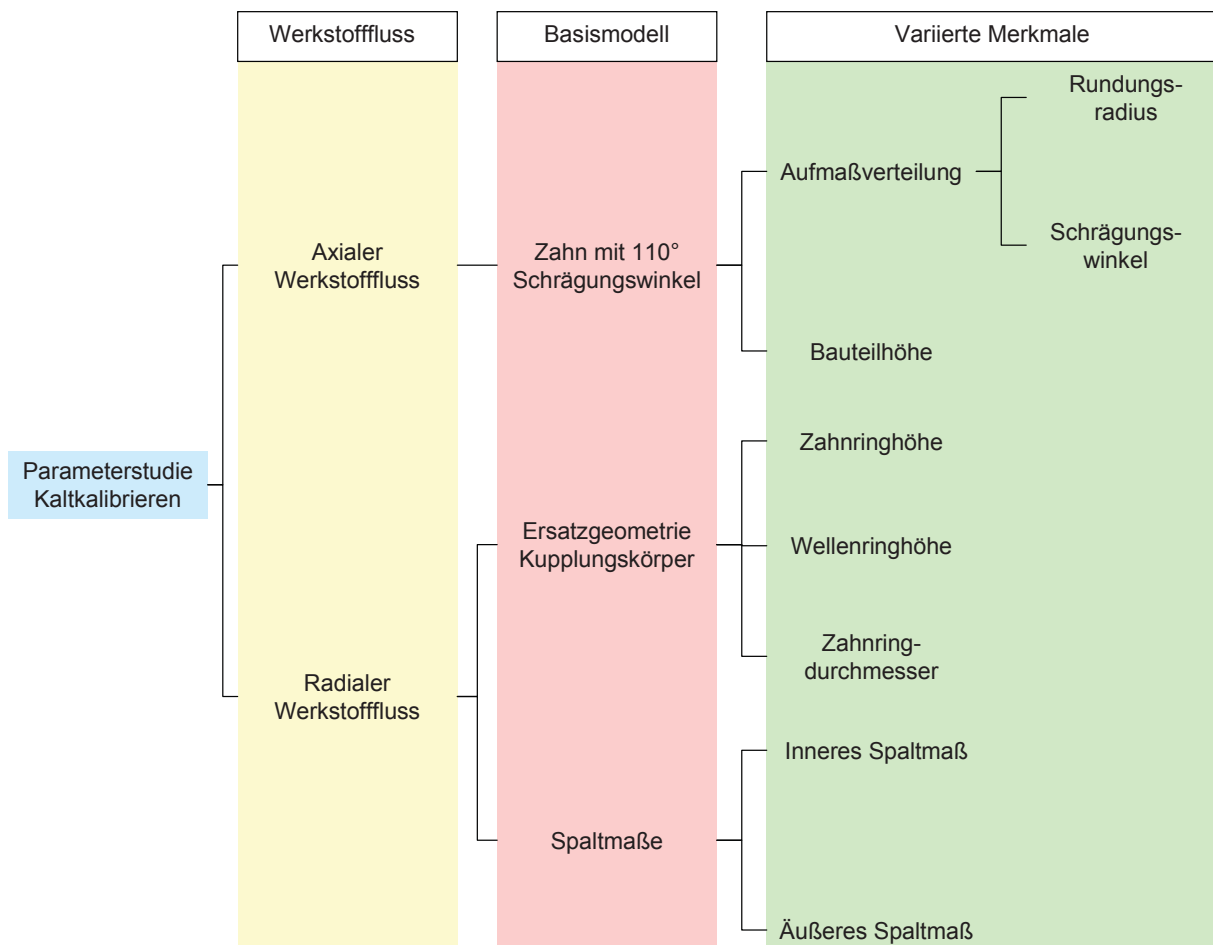 Werkstofffluss
Basismodell
Variierte Merkmale
Rundungs-
radius
Aufmaßverteilung
Schrägungs-
winkel
Axialer
Werkstofffluss
Zahn mit 110°
Schrägungswinkel
Bauteilhöhe
Zahnringhöhe
Parameterstudie
Kaltkalibrieren
Ersatzgeometrie
Kupplungskörper
Wellenringhöhe
Zahnring-
durchmesser
Radialer
Werkstofffluss
Inneres Spaltmaß
Spaltmaße
Äußeres Spaltmaß